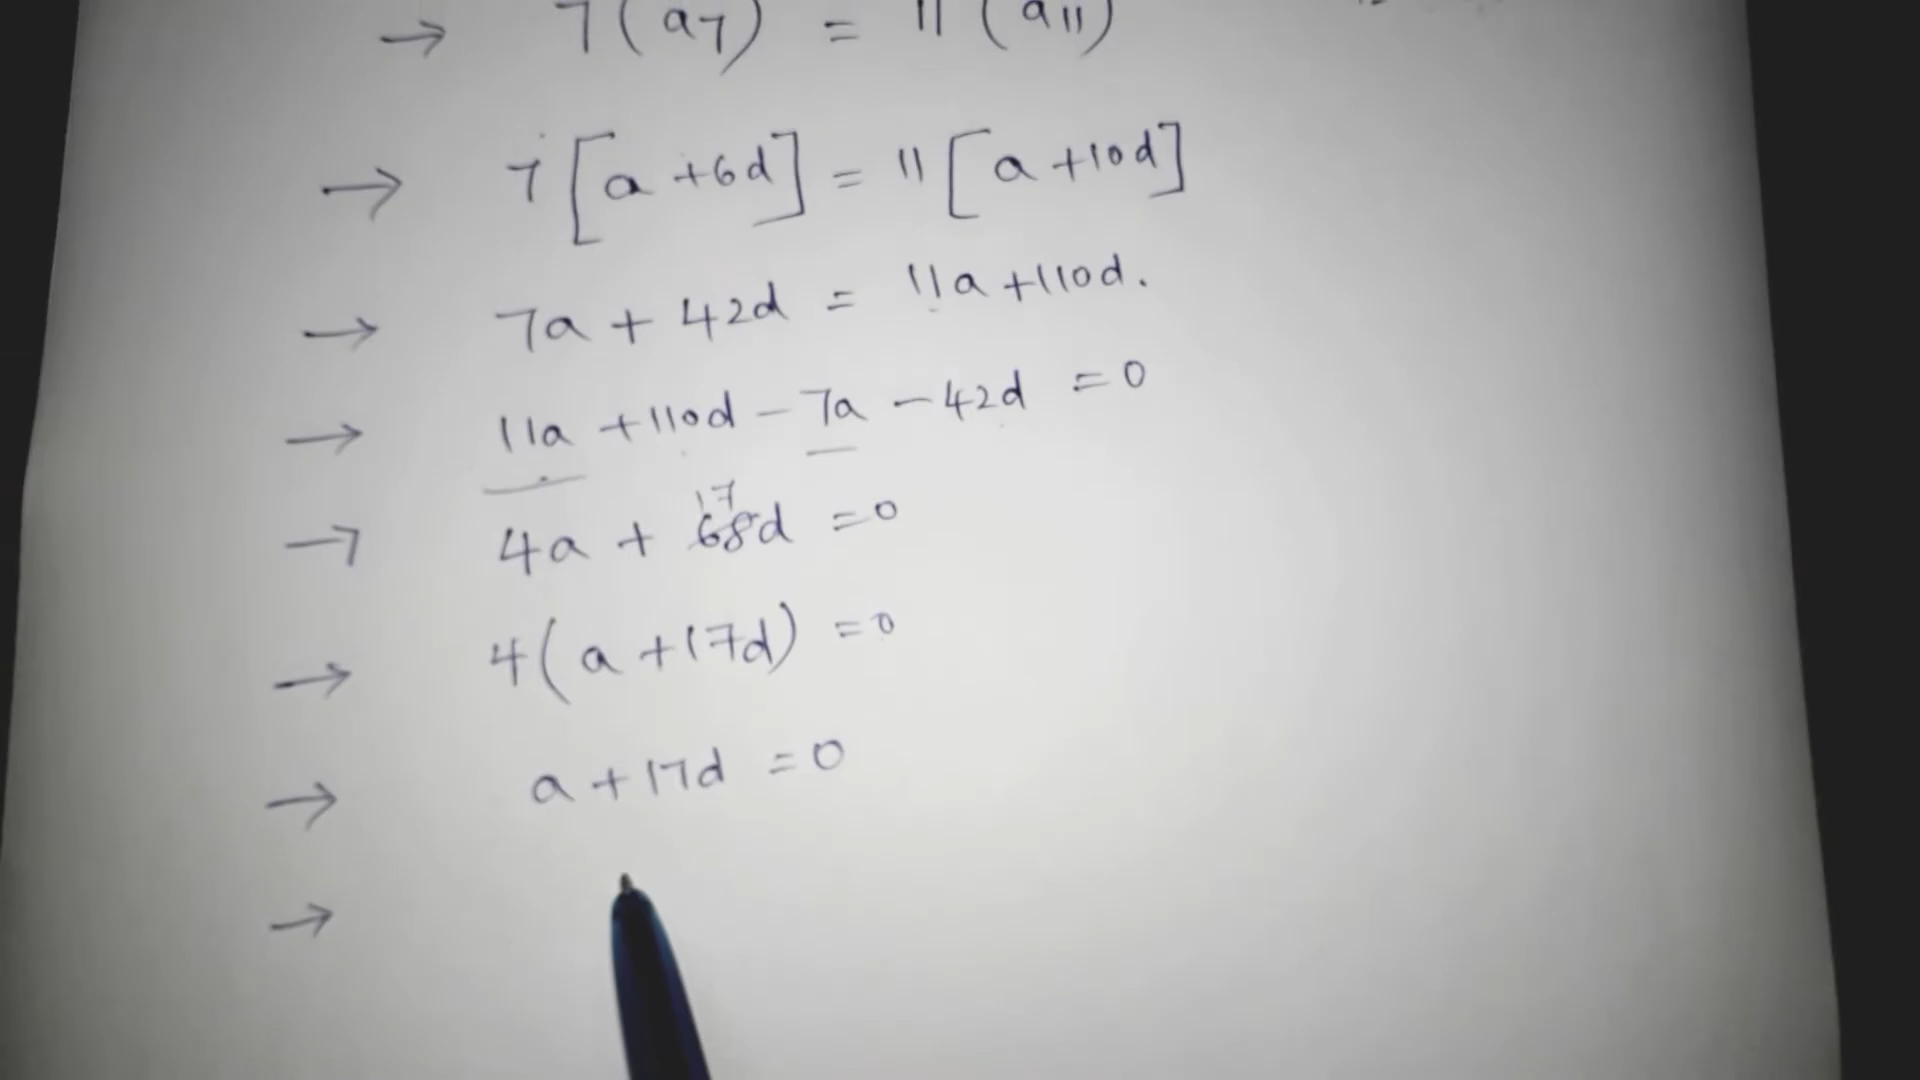 → 7(a7) = 11(a11)
→ 7[a+6d] = 11[a+10d]
→ 7a + 42d = 11a+110d.
→ 11a +110d - 7a - 42d = 0
17
→ 4a + 68d = 0
→ 4(a+17d) = 0
→ a+17d = 0
→